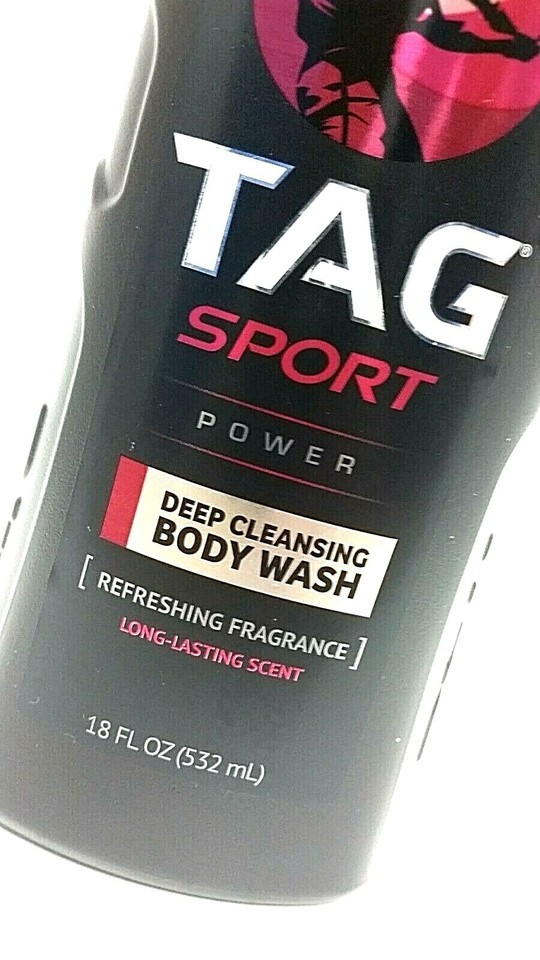 TAG®
SPORT
POWER
DEEP CLEANSING
BODY WASH
[REFRESHING FRAGRANCE]
LONG-LASTING SCENT
18 FL OZ (532 mL)